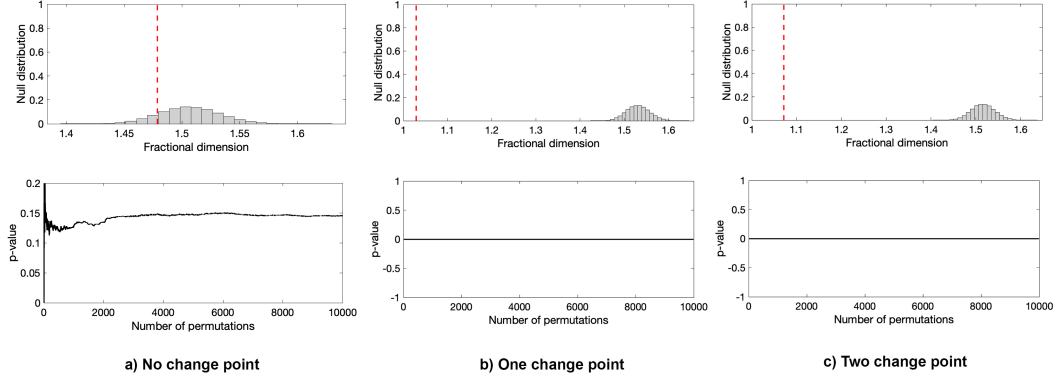 1
0.8
0.6
0.4
0.2
0
Null distribution
1.4 1.45 1.5 1.55 1.6
Fractional dimension
1
0.8
0.6
0.4
0.2
0
Null distribution
1 1.1 1.2 1.3 1.4 1.5 1.6
Fractional dimension
1
0.8
0.6
0.4
0.2
0
Null distribution
1 1.1 1.2 1.3 1.4 1.5 1.6
Fractional dimension
0.2
0.15
0.1
0.05
0
p-value
0 2000 4000 6000 8000 10000
Number of permutations
1
0.5
0
-0.5
-1
p-value
0 2000 4000 6000 8000 10000
Number of permutations
1
0.5
0
-0.5
-1
p-value
0 2000 4000 6000 8000 10000
Number of permutations
a) No change point
b) One change point
c) Two change point